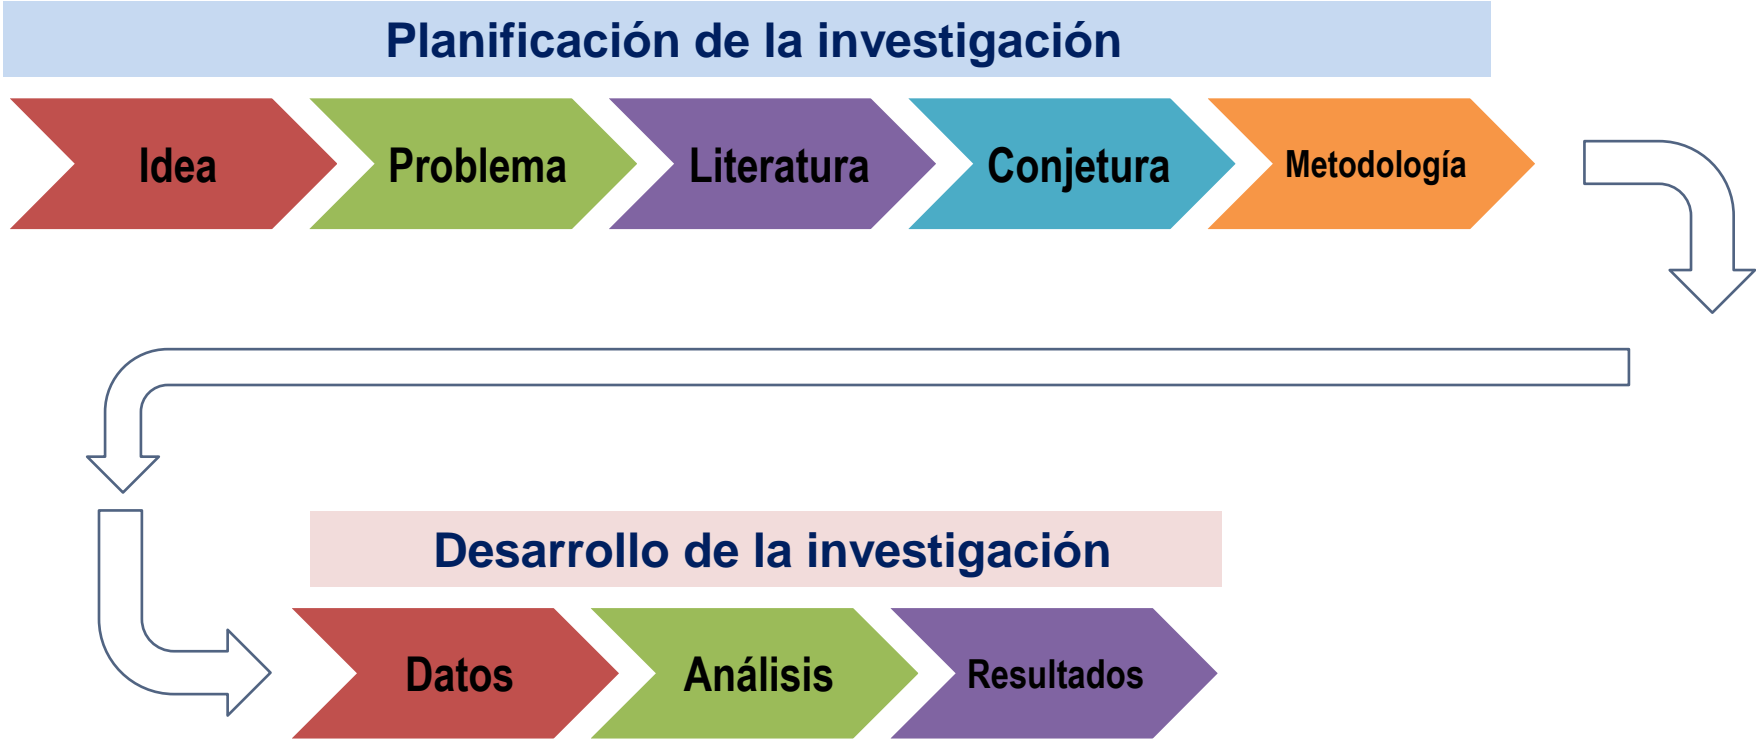 Planificación de la investigación
Idea
Problema
Literatura
Conjetura
Metodología
Desarrollo de la investigación
Datos
Análisis
Resultados